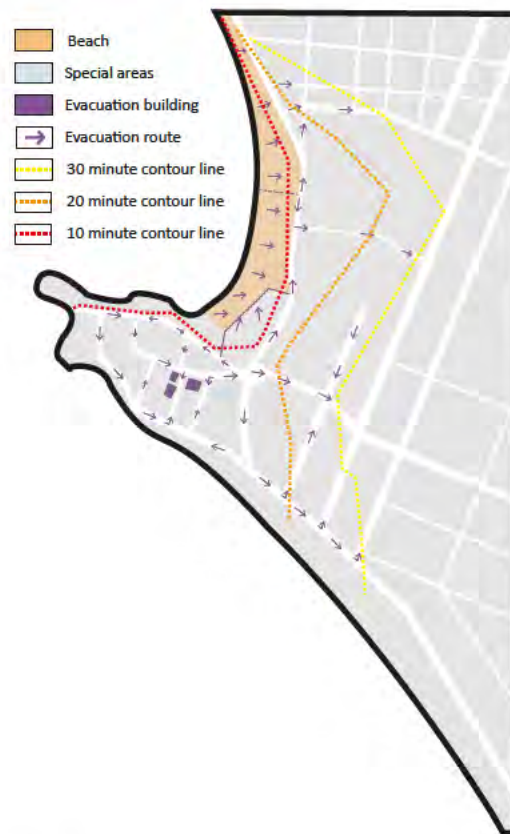 Beach
Special areas
Evacuation building
Evacuation route
30 minute contour line
20 minute contour line
10 minute contour line